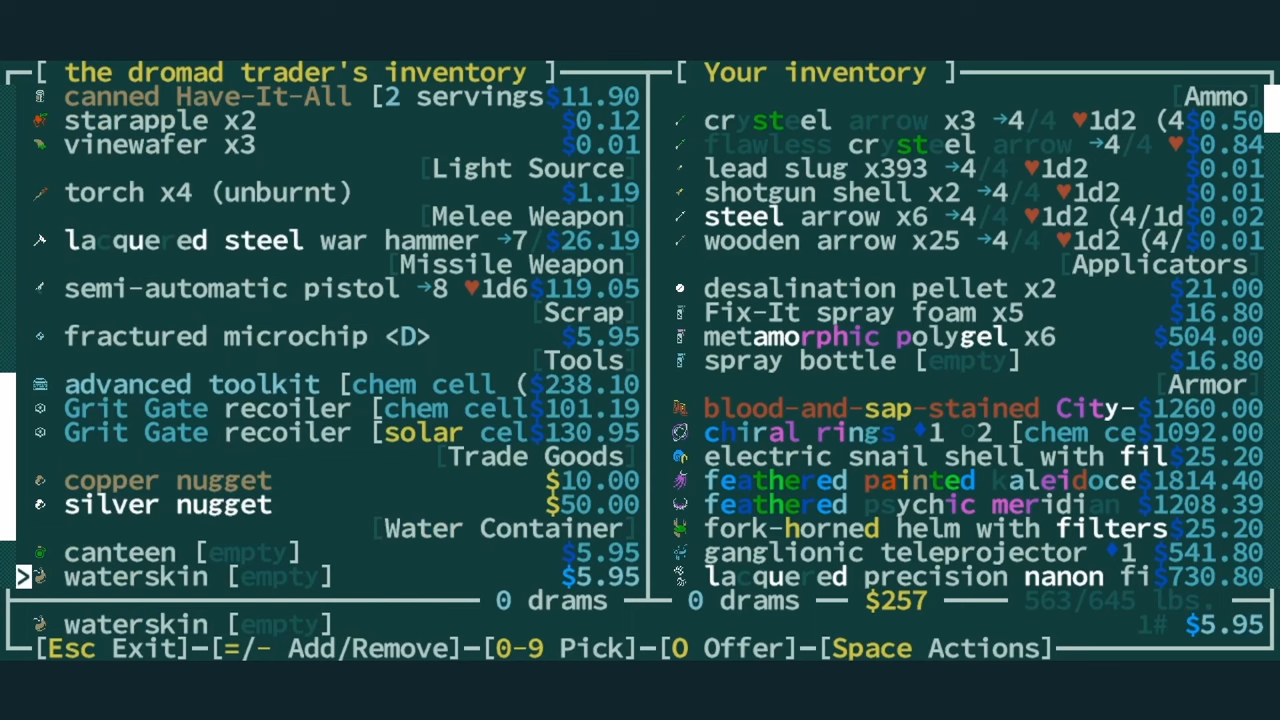 [ the dromad trader's inventory ]
canned Have-It-All [2 servings $11.90
starapple x2 $0.12
vinewafer x3 $0.01
[Light Source]
torch x4 (unburnt) $1.19
[Melee Weapon]
lacquered steel war hammer →7/ $26.19
[Missile Weapon]
semi-automatic pistol →8 ♥1d6 $119.05
[Scrap]
fractured microchip <D> $5.95
[Tools]
advanced toolkit [chem cell ( $238.10
Grit Gate recoiler [chem cell $101.19
Grit Gate recoiler [solar cel $130.95
[Trade Goods]
copper nugget $10.00
silver nugget $50.00
[Water Container]
canteen [empty] $5.95
> waterskin [empty] $5.95
0 drams
[ Your inventory ]
[Ammo]
crysteel arrow x3 →4/4 ♥1d2 (4 $0.50
flawless crysteel arrow →4/4 ♥ $0.84
lead slug x393 →4/4 ♥1d2 $0.01
shotgun shell x2 →4/4 ♥1d2 $0.01
steel arrow x6 →4/4 ♥1d2 (4/1d $0.02
wooden arrow x25 →4/4 ♥1d2 (4/ $0.01
[Applicators]
desalination pellet x2 $21.00
Fix-It spray foam x5 $16.80
metamorphic polygel x6 $504.00
spray bottle [empty] $16.80
[Armor]
blood-and-sap-stained City- $1260.00
chiral rings ♦1 ○2 [chem ce $1092.00
electric snail shell with fil $25.20
feathered painted kaleidoce $1814.40
feathered psychic meridian $1208.39
fork-horned helm with filters $25.20
ganglionic teleprojector ♦1 $541.80
lacquered precision nanon fi $730.80
0 drams $257 563/645 lbs.
waterskin [empty] 1# $5.95
[Esc Exit] [=/- Add/Remove] [0-9 Pick] [O Offer] [Space Actions]